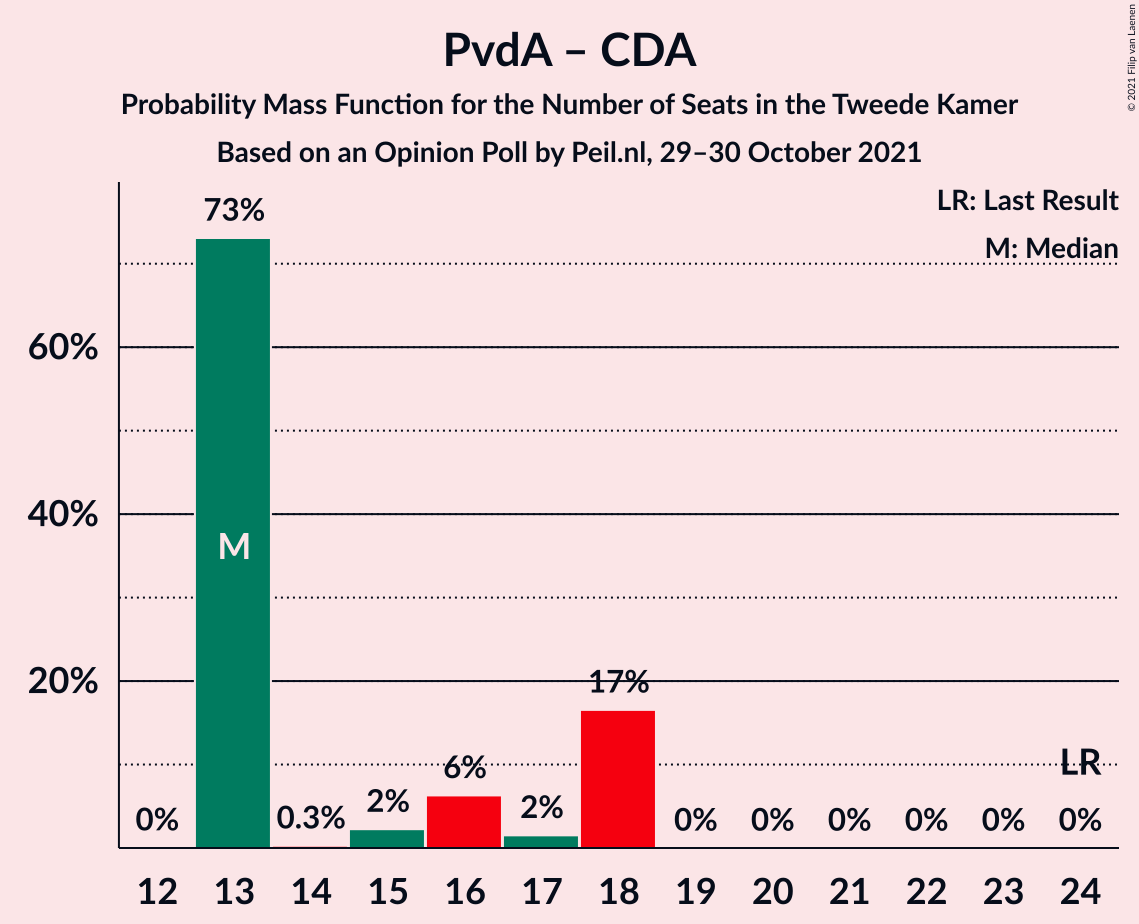 PvdA – CDA
Probability Mass Function for the Number of Seats in the Tweede Kamer
Based on an Opinion Poll by Peil.nl, 29–30 October 2021
© 2021 Filip van Laenen
LR: Last Result
M: Median
60%
40%
20%
0%
73%
M
0.3%
2%
6%
2%
17%
0%
0%
0%
0%
0%
LR
0%
12 13 14 15 16 17 18 19 20 21 22 23 24